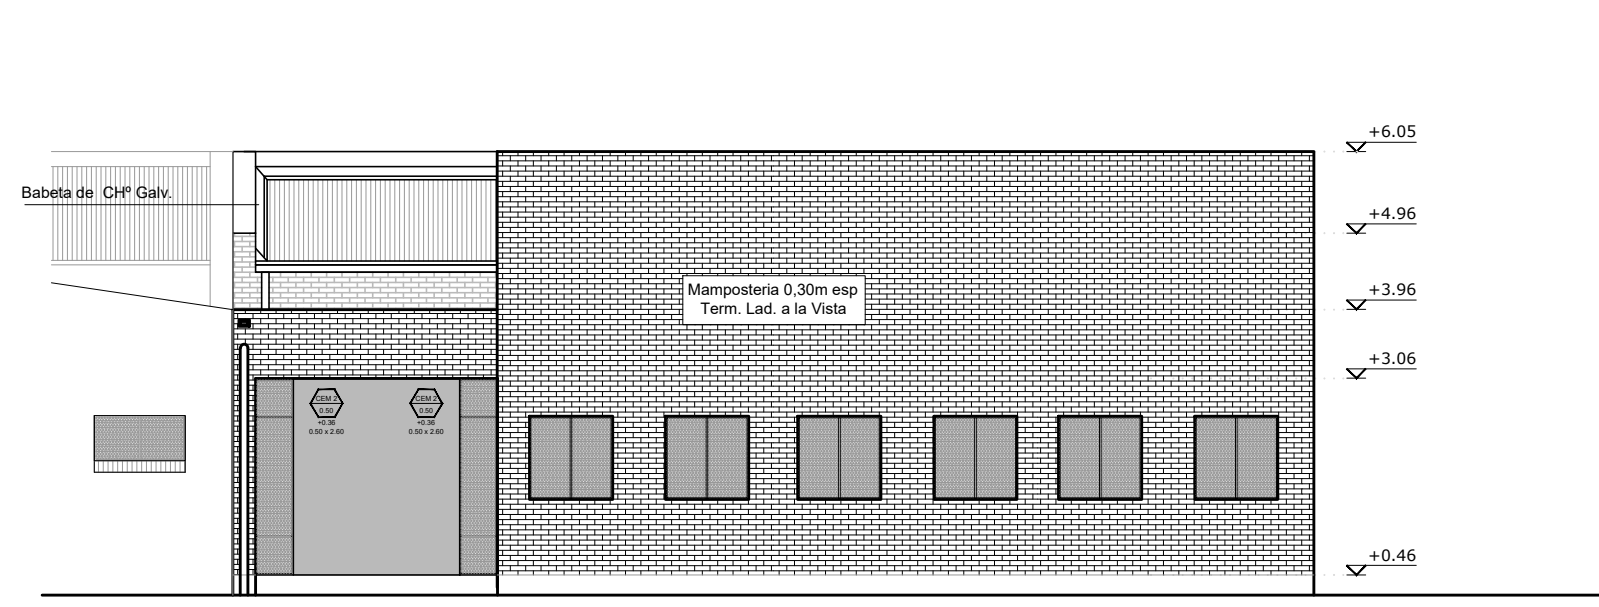 +6.05
Babeta de CHº Galv.
+4.96
Mamposteria 0,30m esp
Term. Lad. a la Vista
+3.96
+3.06
CEM 2
0.50
+0.36
0.50 x 2.60
CEM 2
0.50
+0.36
0.50 x 2.60
+0.46